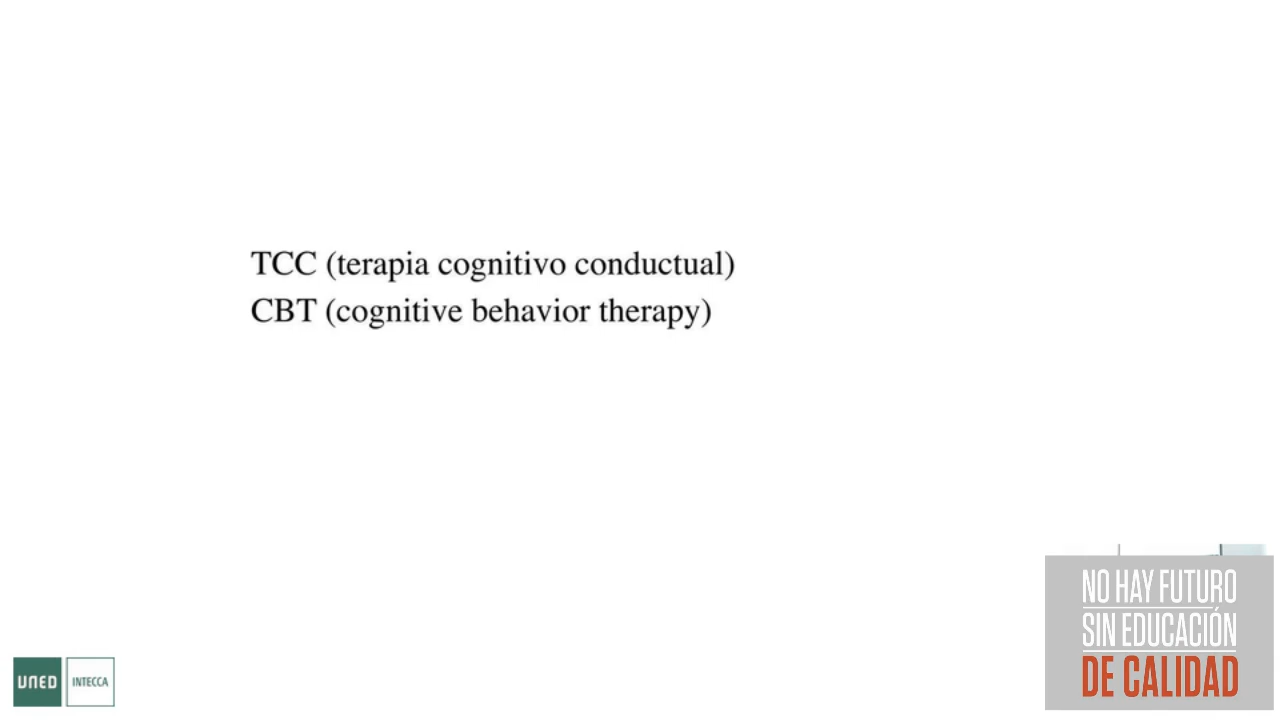 TCC (terapia cognitivo conductual)
CBT (cognitive behavior therapy)
NO HAY FUTURO
SIN EDUCACIÓN
DE CALIDAD
UNED INTECCA